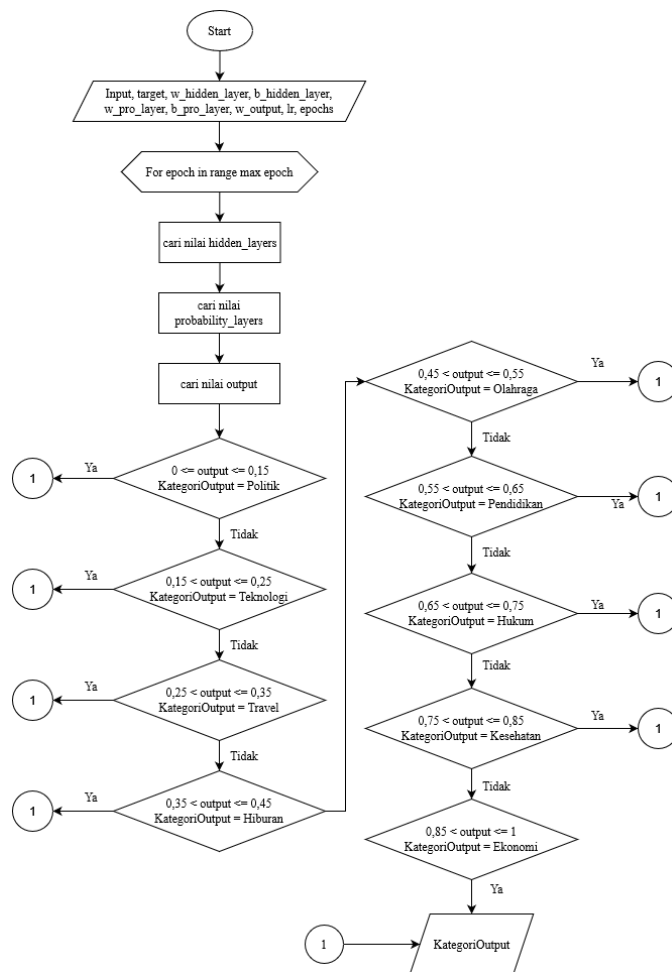 Start
Input, target, w_hidden_layer, b_hidden_layer,
w_pro_layer, b_pro_layer, w_output, lr, epochs
For epoch in range max epoch
cari nilai hidden_layers
cari nilai
probability_layers
cari nilai output
0 <= output <= 0,15
KategoriOutput = Politik
Ya
1
Tidak
0,15 < output <= 0,25
KategoriOutput = Teknologi
Ya
1
Tidak
0,25 < output <= 0,35
KategoriOutput = Travel
Ya
1
Tidak
0,35 < output <= 0,45
KategoriOutput = Hiburan
Ya
1
0,45 < output <= 0,55
KategoriOutput = Olahraga
Ya
1
Tidak
0,55 < output <= 0,65
KategoriOutput = Pendidikan
Ya
1
Tidak
0,65 < output <= 0,75
KategoriOutput = Hukum
Ya
1
Tidak
0,75 < output <= 0,85
KategoriOutput = Kesehatan
Ya
1
Tidak
0,85 < output <= 1
KategoriOutput = Ekonomi
Ya
1
KategoriOutput